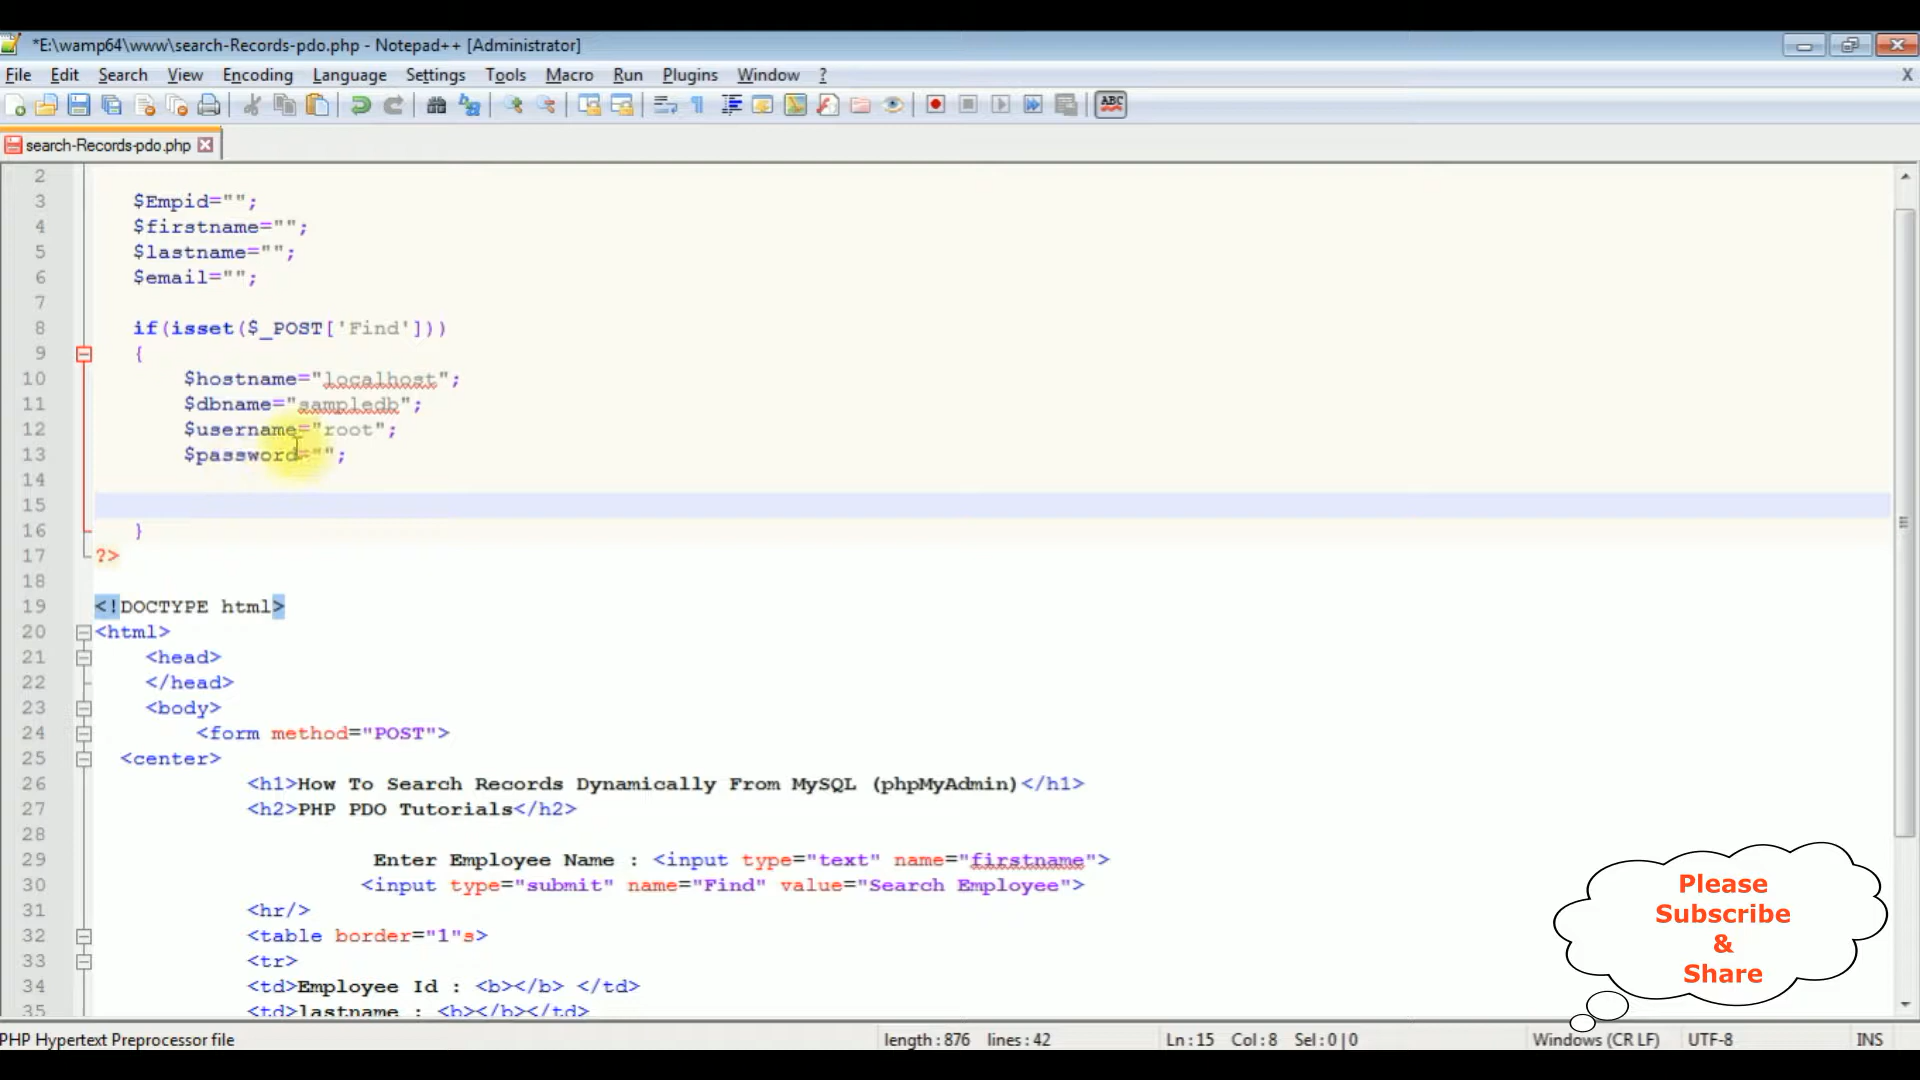 *E:\wamp64\www\search-Records-pdo.php - Notepad++ [Administrator]
File Edit Search View Encoding Language Settings Tools Macro Run Plugins Window ? X
ABC
search-Records-pdo.php
2
3 $Empid="";
4 $firstname="";
5 $lastname="";
6 $email="";
7
8 if(isset($_POST['Find']))
9 {
10 $hostname="localhost";
11 $dbname="sampledb";
12 $username="root";
13 $password="";
14
15
16 }
17 ?>
18
19 <!DOCTYPE html>
20 <html>
21 <head>
22 </head>
23 <body>
24 <form method="POST">
25 <center>
26 <h1>How To Search Records Dynamically From MySQL (phpMyAdmin)</h1>
27 <h2>PHP PDO Tutorials</h2>
28
29 Enter Employee Name : <input type="text" name="firstname">
30 <input type="submit" name="Find" value="Search Employee">
31 <hr/>
32 <table border="1"s>
33 <tr>
34 <td>Employee Id : <b></b> </td>
35 <td>lastname : <b></b></td>
Please
Subscribe
&
Share
PHP Hypertext Preprocessor file length : 876 lines : 42 Ln : 15 Col : 8 Sel : 0 | 0 Windows (CR LF) UTF-8 INS